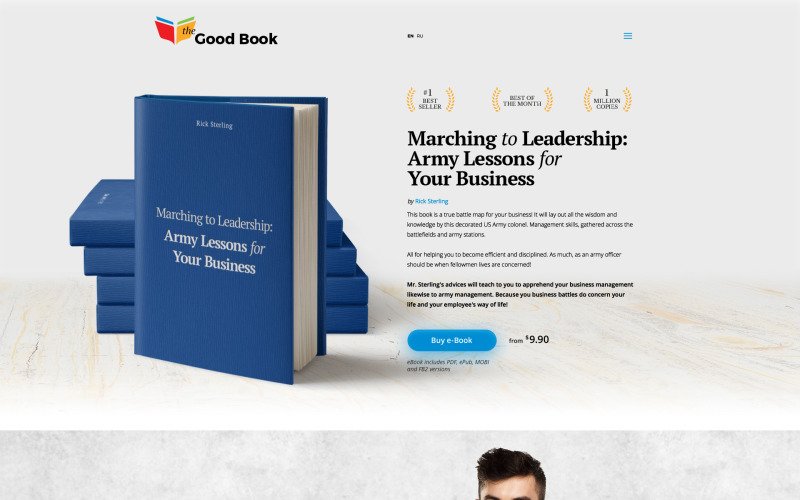 the
Good Book
EN RU
#1
BEST
SELLER
BEST OF
THE MONTH
1
MILLION
COPIES
Rick Sterling
Marching to Leadership:
Army Lessons for
Your Business
Marching to Leadership:
Army Lessons for
Your Business
by Rick Sterling
This book is a true battle map for your business! It will lay out all the wisdom and
knowledge by this decorated US Army colonel. Management skills, gathered across the
battlefields and army stations.
All for helping you to become efficient and disciplined. As much, as an army officer
should be when fellowmen lives are concerned!
Mr. Sterling's advices will teach to you to apprehend your business management
likewise to army management. Because you business battles do concern your
life and your employee's way of life!
Buy e-Book
from $9.90
eBook includes PDF, ePub, MOBI
and FB2 versions